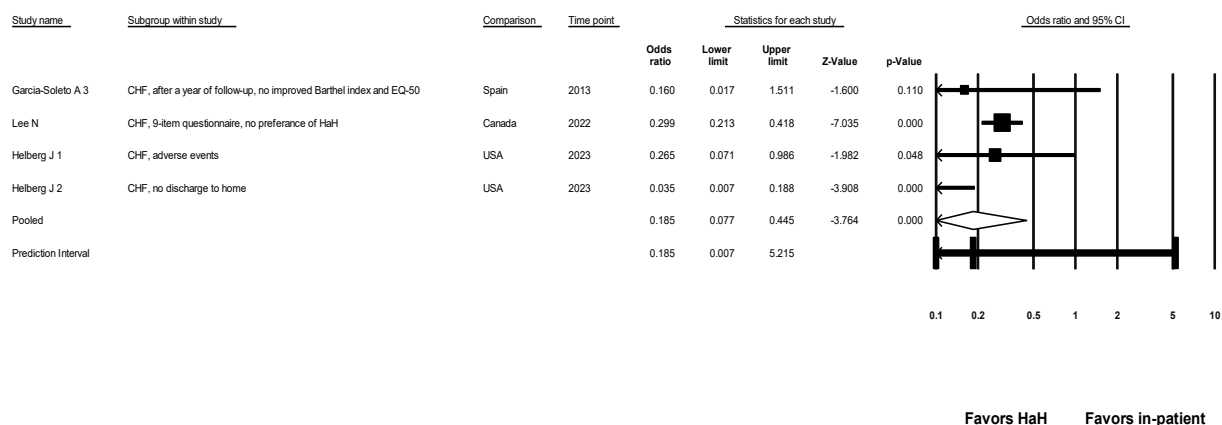 Study name Subgroup within study Comparison Time point Statistics for each study Odds ratio and 95% CI
Odds ratio Lower limit Upper limit Z-Value p-Value
Garcia-Soleto A 3 CHF, after a year of follow-up, no improved Barthel index and EQ-50 Spain 2013 0.160 0.017 1.511 -1.600 0.110
Lee N CHF, 9-item questionnaire, no preferance of HaH Canada 2022 0.299 0.213 0.418 -7.035 0.000
Helberg J 1 CHF, adverse events USA 2023 0.265 0.071 0.986 -1.982 0.048
Helberg J 2 CHF, no discharge to home USA 2023 0.035 0.007 0.188 -3.908 0.000
Pooled 0.185 0.077 0.445 -3.764 0.000
Prediction Interval 0.185 0.007 5.215
0.1 0.2 0.5 1 2 5 10
Favors HaH Favors in-patient